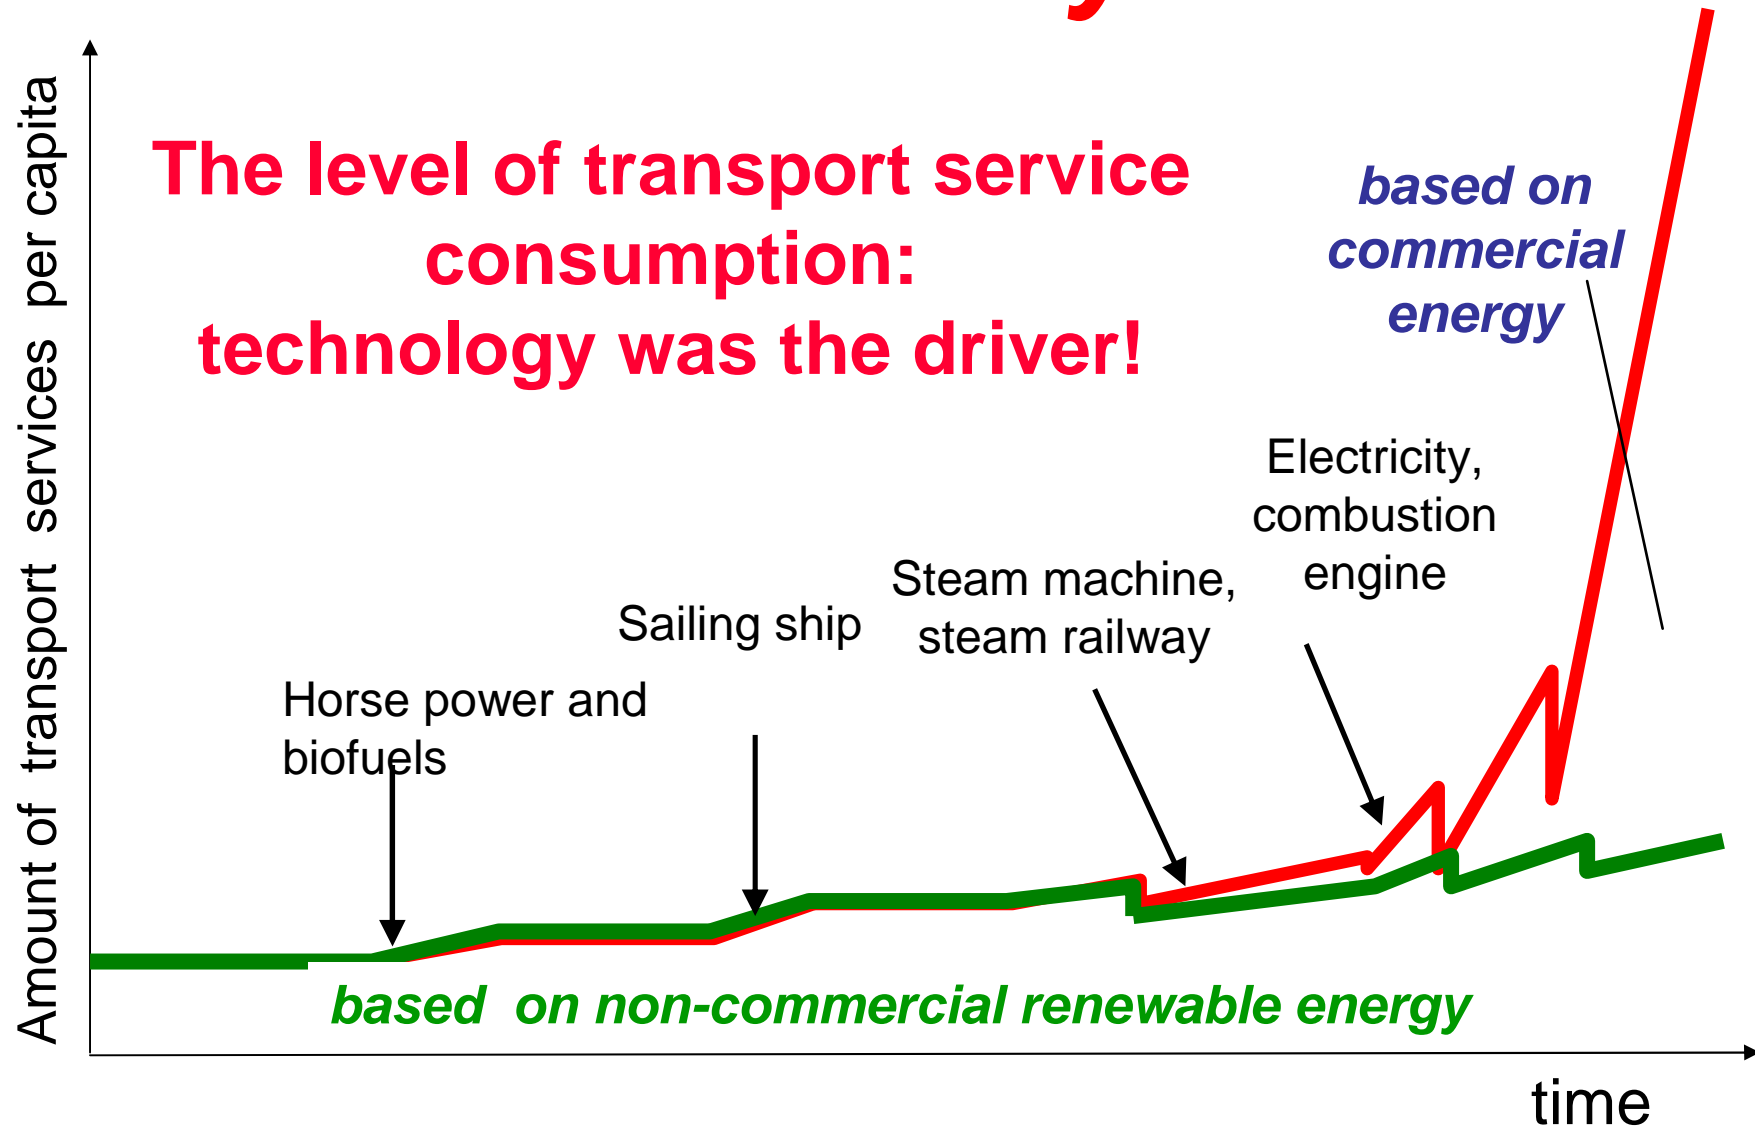 y
The level of transport service
consumption:
technology was the driver!
based on
commercial
energy
Electricity,
combustion
engine
Steam machine,
steam railway
Sailing ship
Horse power and
biofuels
based on non-commercial renewable energy
Amount of transport services per capita
time